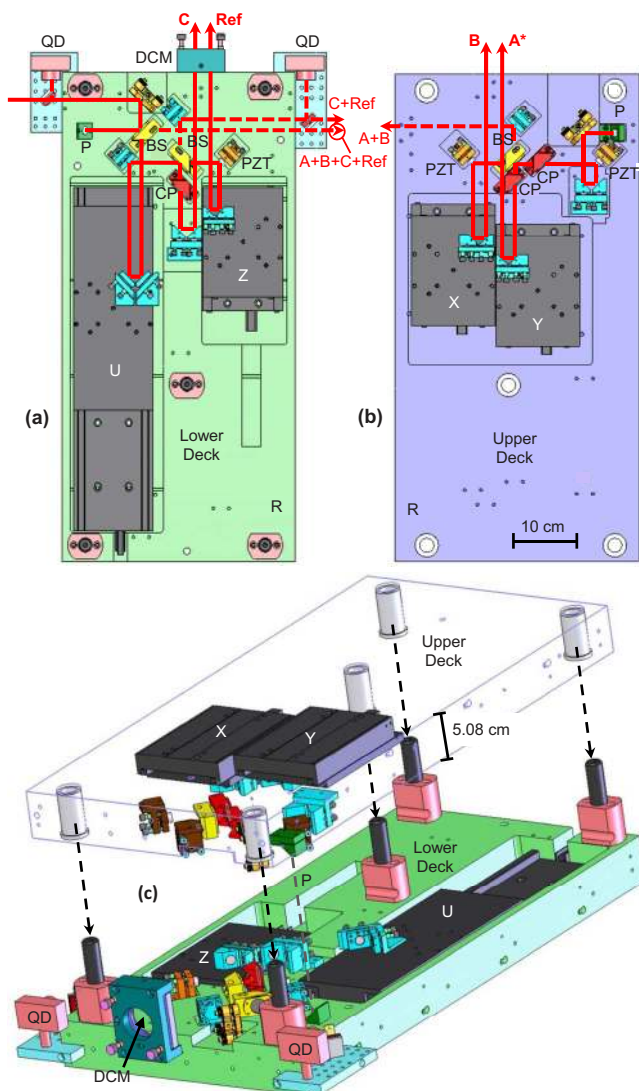 C
Ref
QD
DCM
QD
C+Ref
P
BS
BS
A+B+C+Ref
PZT
CP
Z
U
(a)
Lower
Deck
R
B
A*
P
A+B
BS
PZT
PZT
CP
CP
X
Y
(b)
Upper
Deck
R
10 cm
Upper
Deck
X
Y
5.08 cm
Lower
Deck
(c)
P
U
Z
QD
QD
DCM